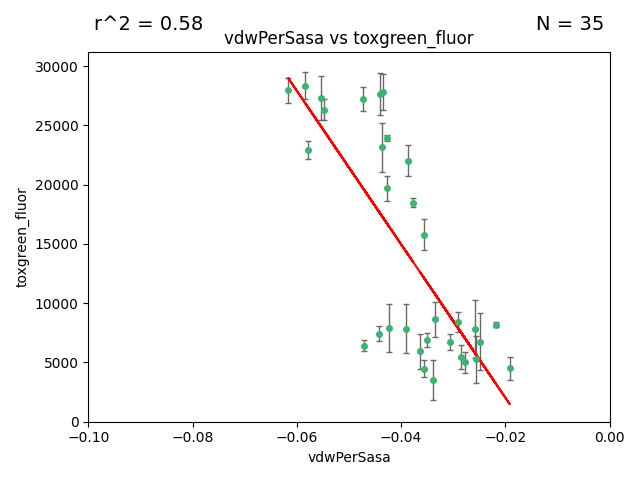 r^2 = 0.58
N = 35
vdwPerSasa vs toxgreen_fluor
30000
25000
20000
15000
10000
5000
0
toxgreen_fluor
−0.10
−0.08
−0.06
−0.04
−0.02
0.00
vdwPerSasa